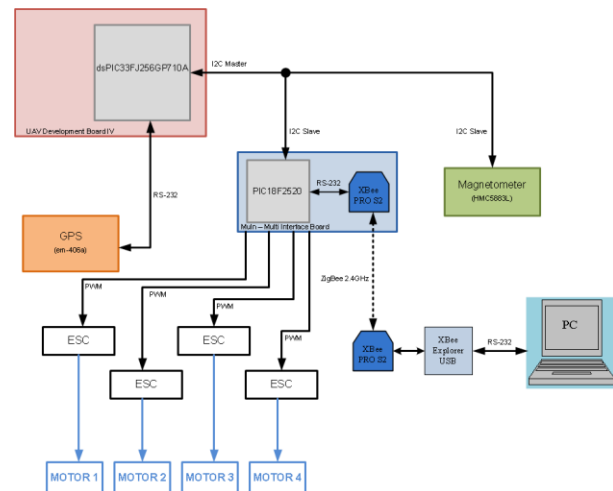 dsPIC33FJ256GP710A
I2C Master
UAV Development Board IV
I2C Slave
I2C Slave
RS-232
PIC18F2520
RS-232
XBee
PRO S2
Magnetometer
(HMC5883L)
GPS
(em-406a)
MuIn – Multi Interface Board
ZigBee 2.4GHz
PWM
PWM
PWM
PWM
ESC
ESC
ESC
ESC
XBee
PRO S2
XBee
Explorer
USB
RS-232
PC
MOTOR 1
MOTOR 2
MOTOR 3
MOTOR 4